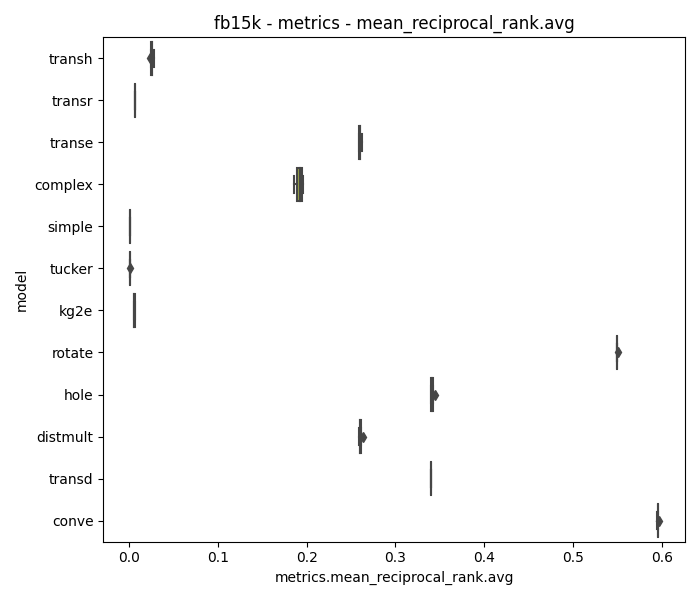 fb15k - metrics - mean_reciprocal_rank.avg
transh
transr
transe
complex
simple
tucker
kg2e
rotate
hole
distmult
transd
conve
model
0.0 0.1 0.2 0.3 0.4 0.5 0.6
metrics.mean_reciprocal_rank.avg